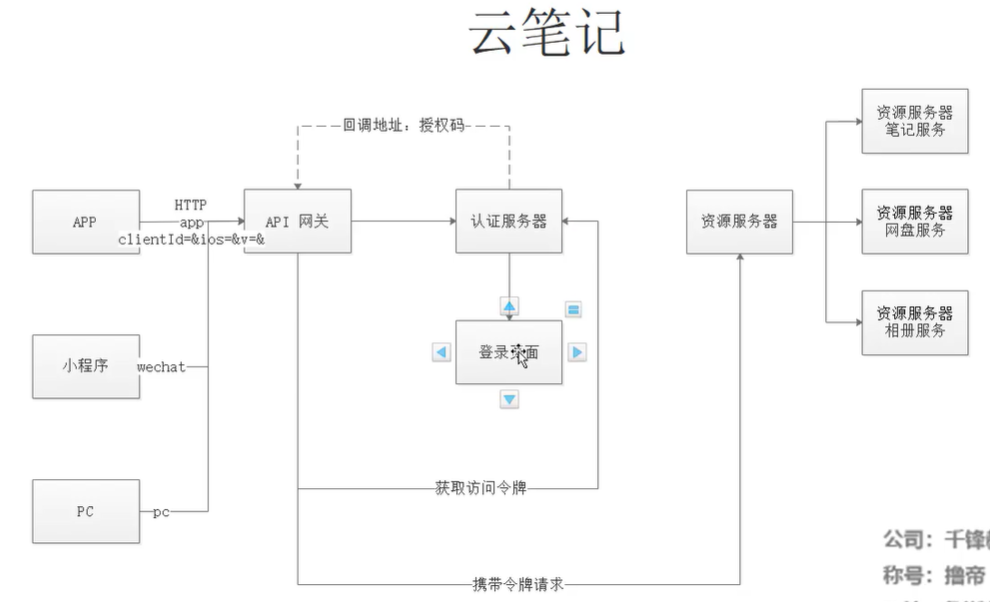 云笔记
回调地址: 授权码
资源服务器
笔记服务
HTTP
APP
app
clientId=&ios=&v=&
API 网关
认证服务器
资源服务器
资源服务器
网盘服务
登录页面
资源服务器
相册服务
小程序
wechat
PC
pc
获取访问令牌
携带令牌请求
公司: 千锋
称号: 撸帝